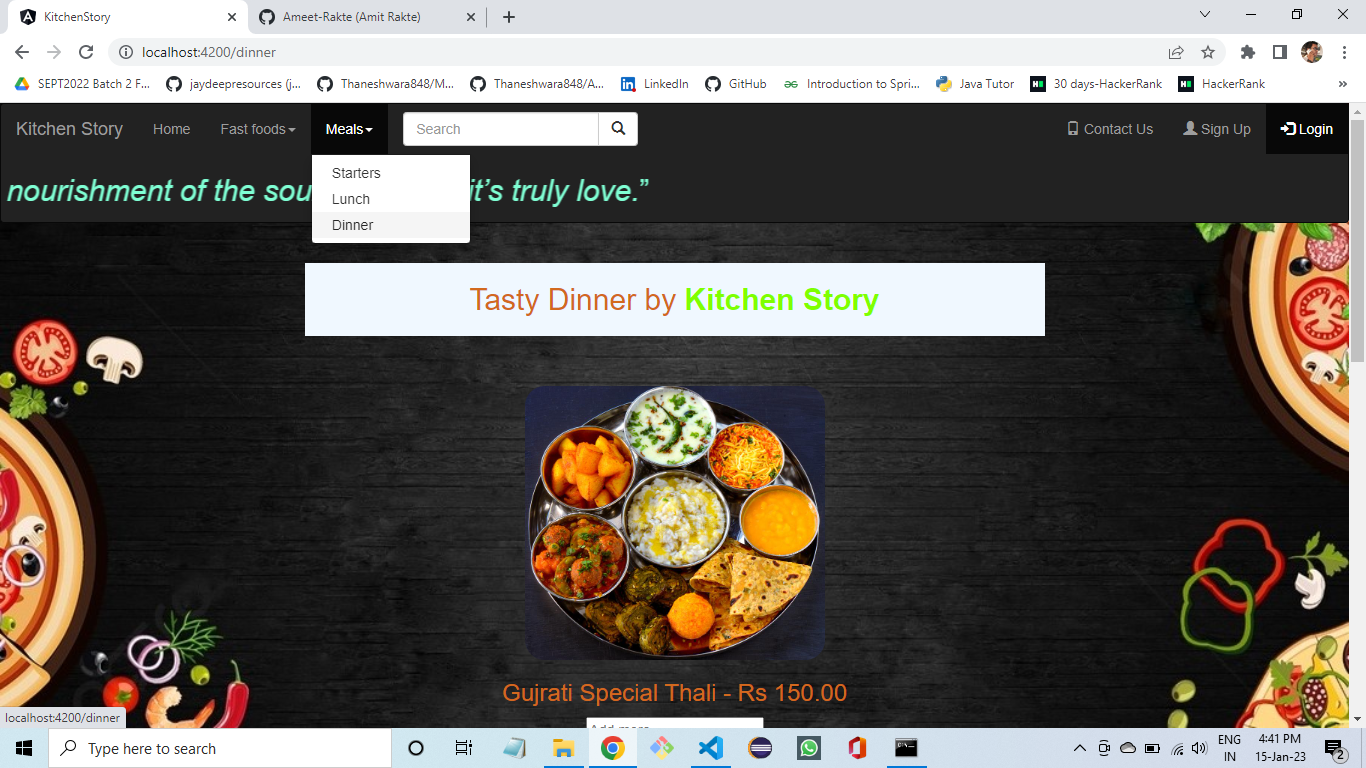 KitchenStory
Ameet-Rakte (Amit Rakte)
localhost:4200/dinner
SEPT2022 Batch 2 F...
jaydeepresources (j...
Thaneshwara848/M...
Thaneshwara848/A...
LinkedIn
GitHub
Introduction to Spri...
Java Tutor
30 days-HackerRank
HackerRank
»
Kitchen Story
Home
Fast foods
Meals
Search
Contact Us
Sign Up
Login
Starters
Lunch
Dinner
nourishment of the sou it’s truly love.”
Tasty Dinner by Kitchen Story
Gujrati Special Thali - Rs 150.00
localhost:4200/dinner
Type here to search
ENG
IN
4:41 PM
15-Jan-23
2